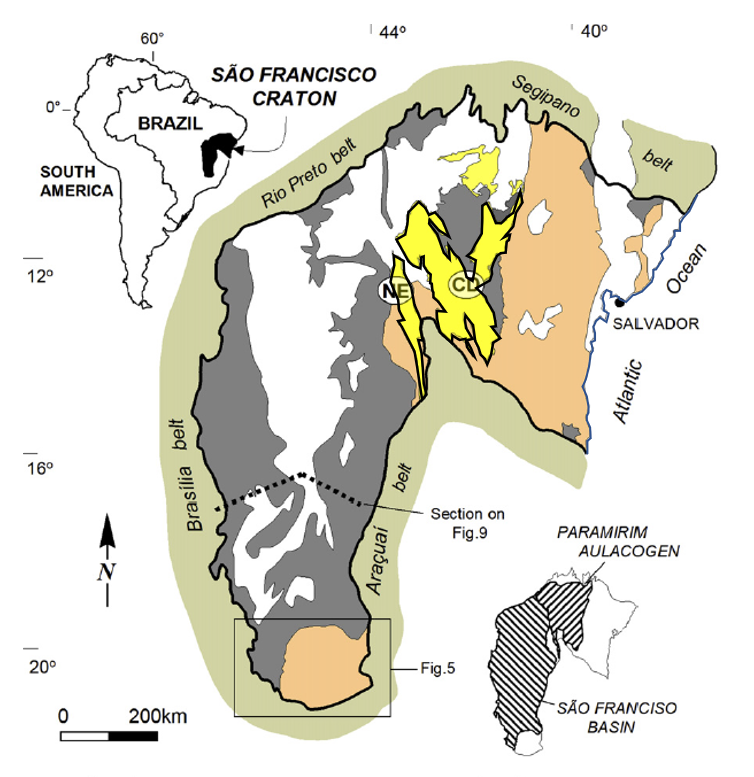 60°
44°
40°
SÃO FRANCISCO
CRATON
Segipano
0°
BRAZIL
SOUTH
AMERICA
Rio Preto belt
belt
12°
NE
CD
Ocean
SALVADOR
Atlantic
Brasília belt
16°
belt
Araçuaí
Section on
Fig.9
N
PARAMIRIM
AULACOGEN
20°
Fig.5
SÃO FRANCISO
BASIN
0 200km